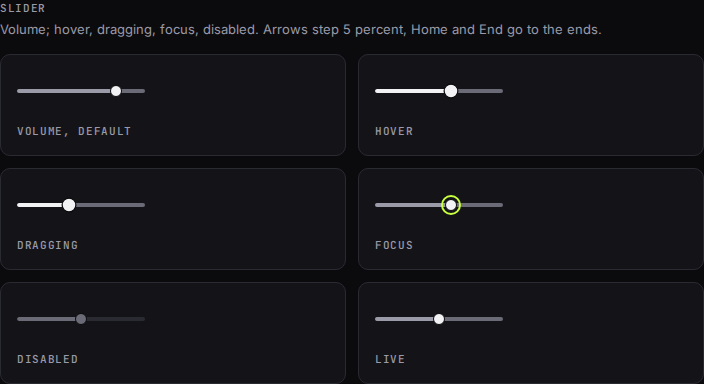 SLIDER
Volume; hover, dragging, focus, disabled. Arrows step 5 percent, Home and End go to the ends.
VOLUME, DEFAULT
HOVER
DRAGGING
FOCUS
DISABLED
LIVE